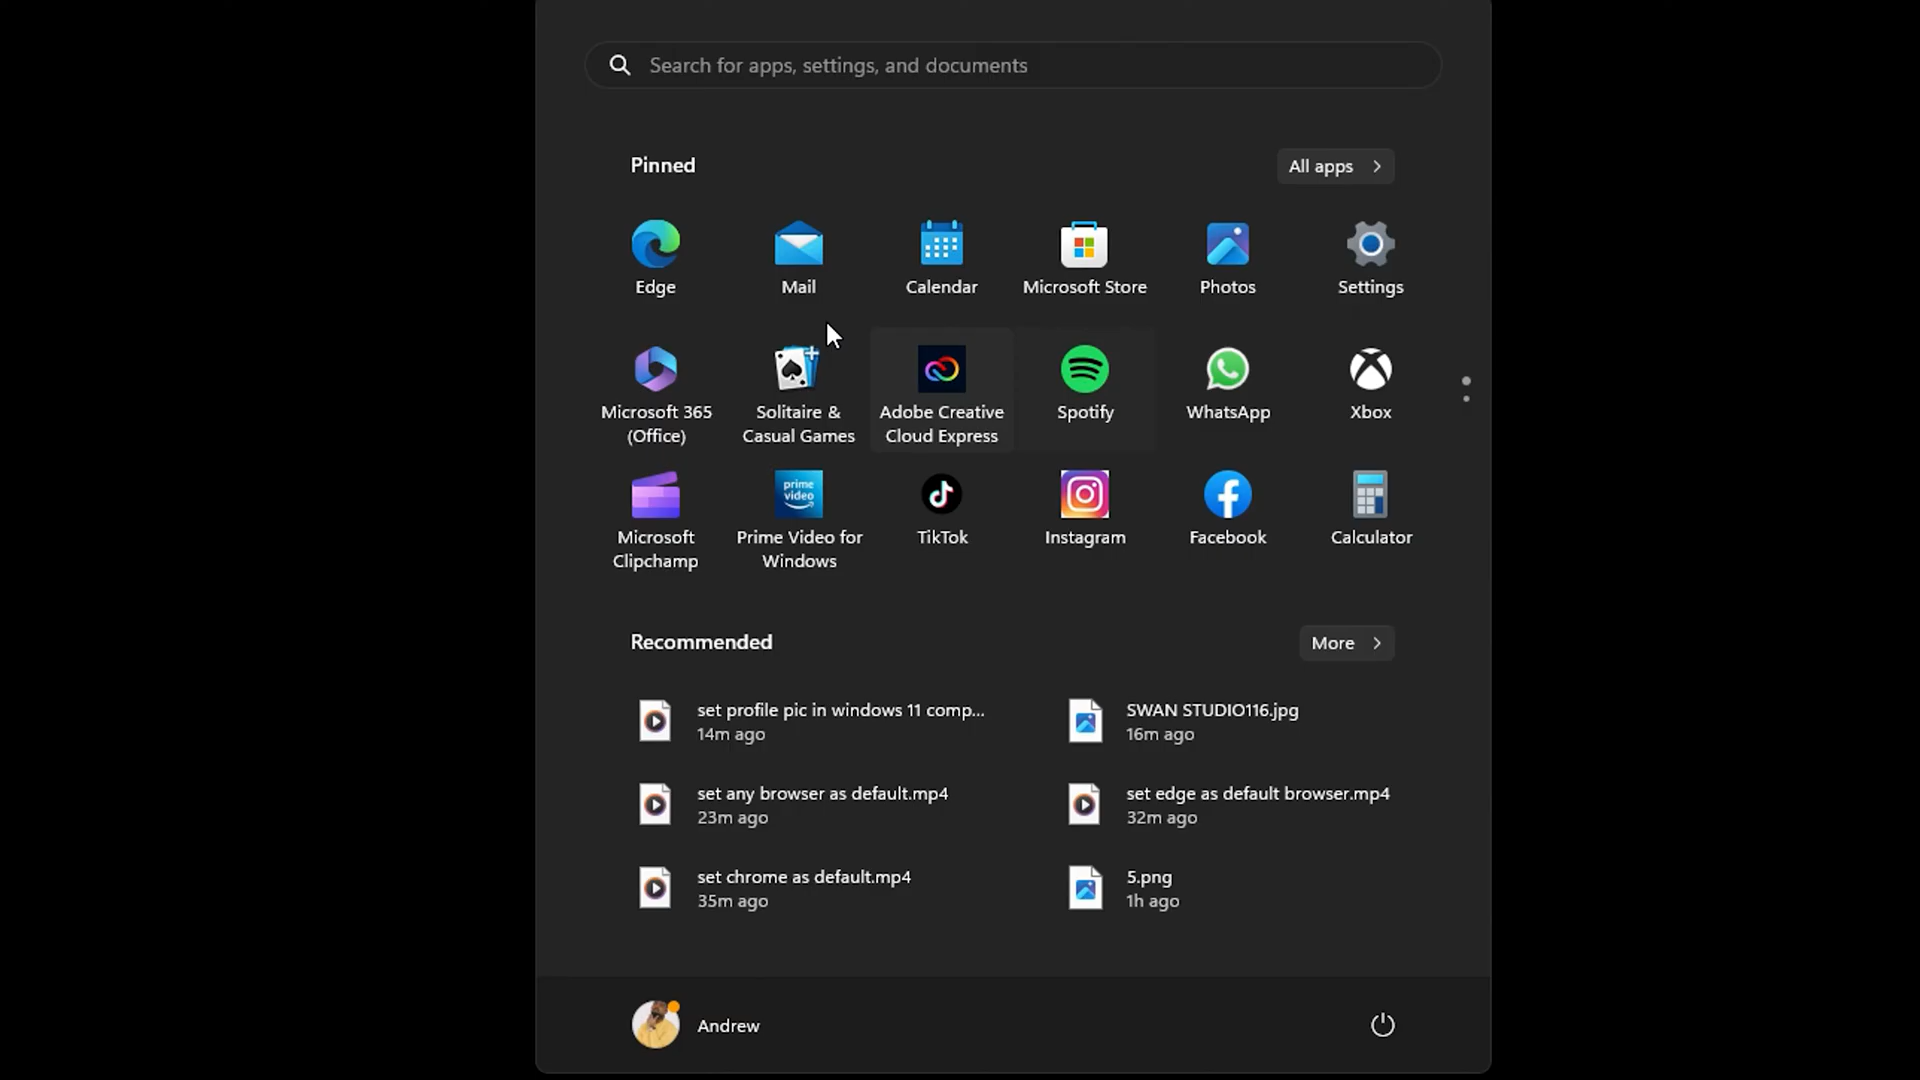 Search for apps, settings, and documents
Pinned
All apps
Edge
Mail
Calendar
Microsoft Store
Photos
Settings
Microsoft 365
(Office)
Solitaire &
Casual Games
Adobe Creative
Cloud Express
Spotify
WhatsApp
Xbox
Microsoft
Clipchamp
prime
video
Prime Video for
Windows
TikTok
Instagram
Facebook
Calculator
Recommended
More
set profile pic in windows 11 comp...
14m ago
SWAN STUDIO116.jpg
16m ago
set any browser as default.mp4
23m ago
set edge as default browser.mp4
32m ago
set chrome as default.mp4
35m ago
5.png
1h ago
Andrew